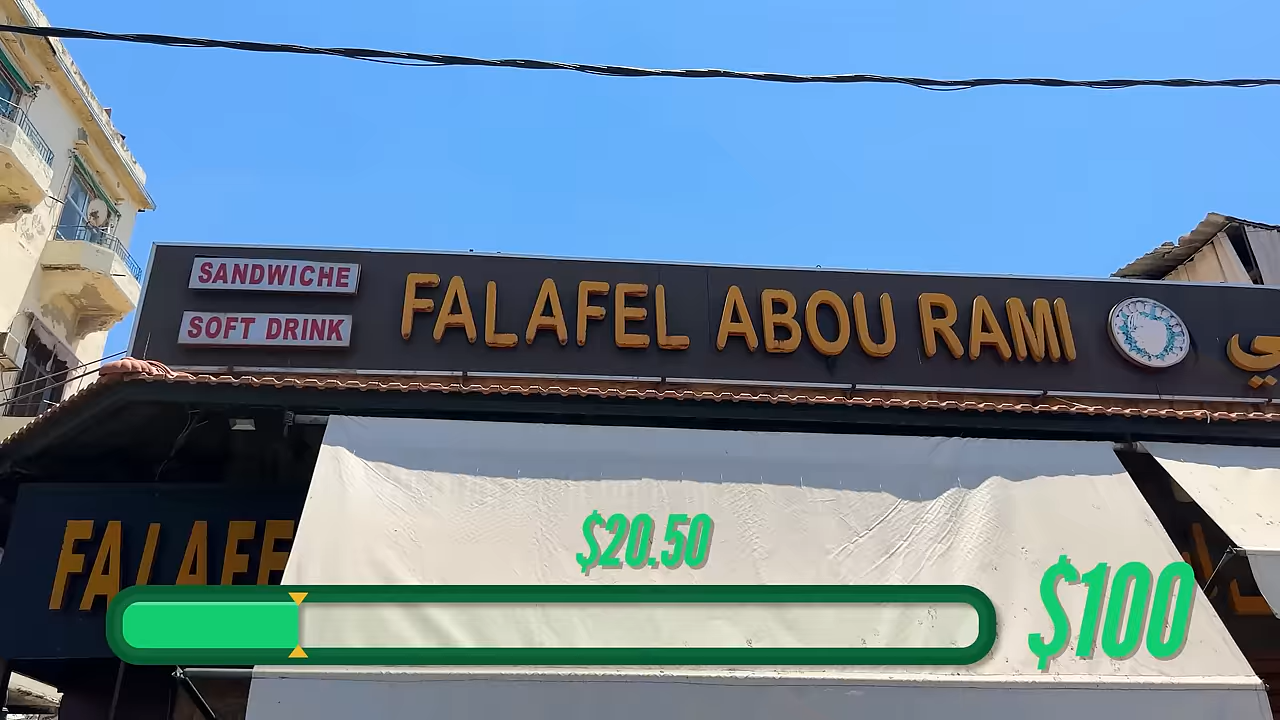 SANDWICHE
SOFT DRINK
FALAFEL ABOU RAMI
$20.50
$100